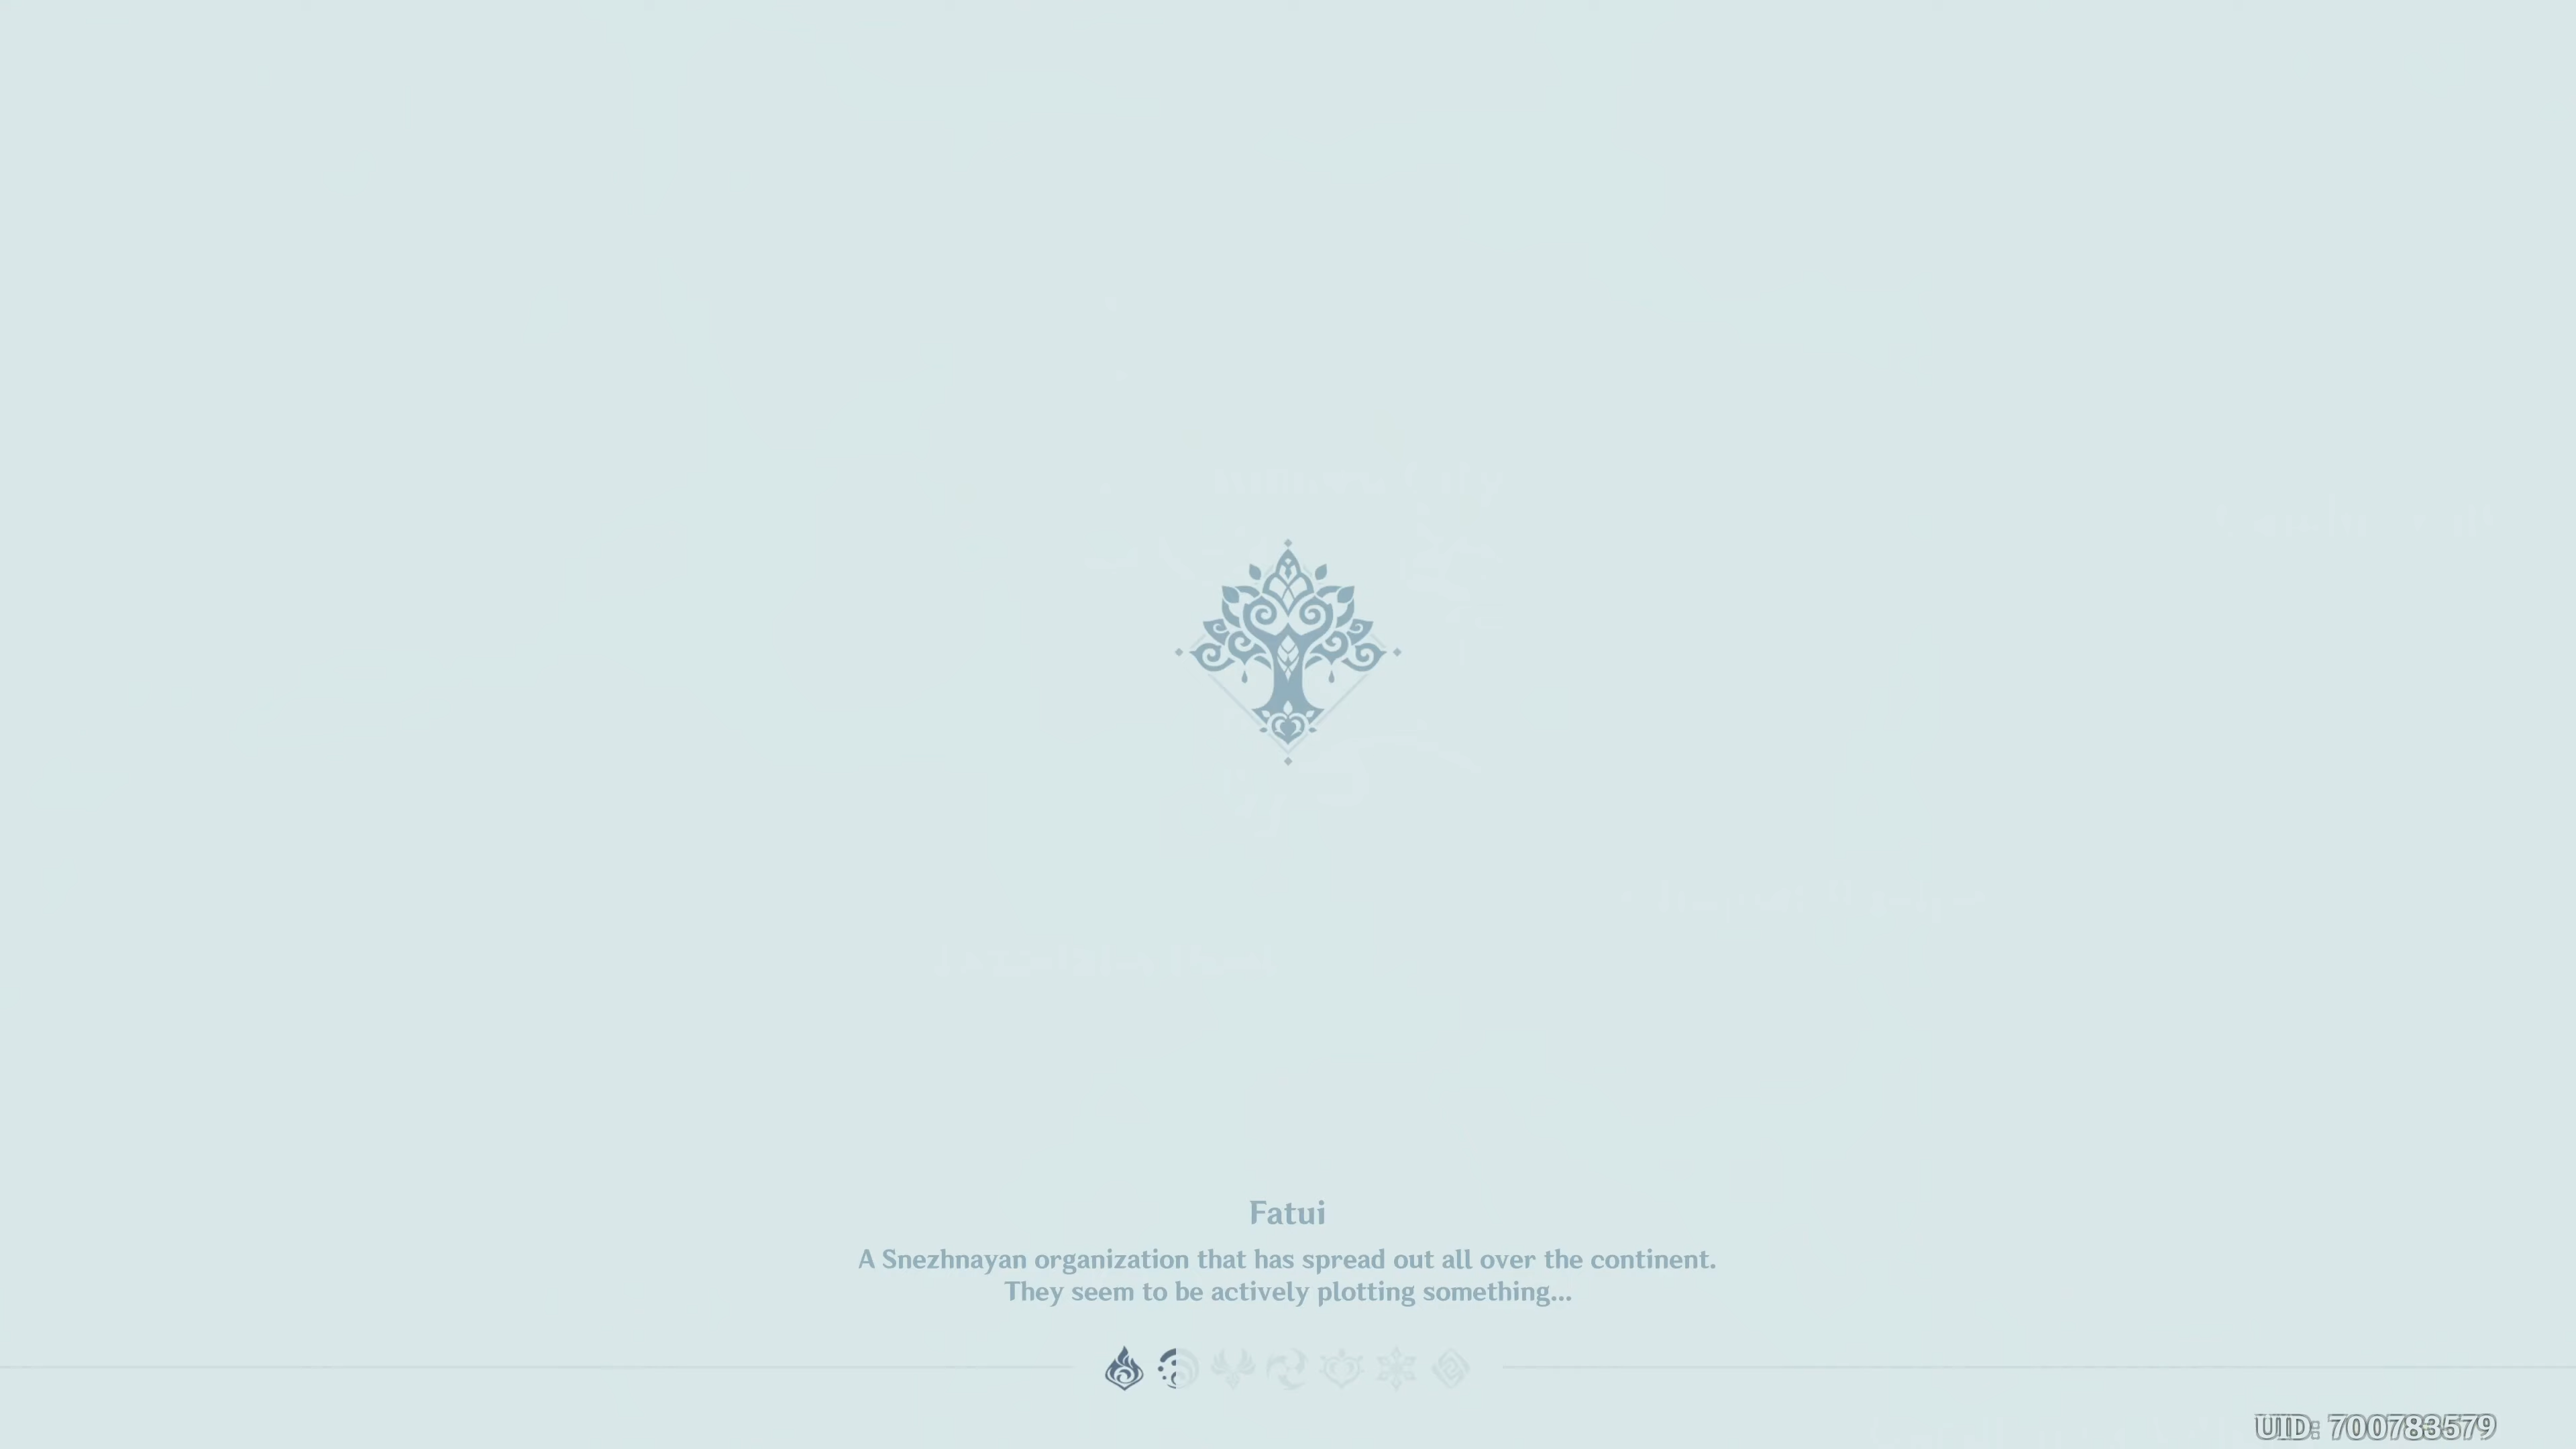 Fatui
A Snezhnayan organization that has spread out all over the continent.
They seem to be actively plotting something...
UID: 700783579